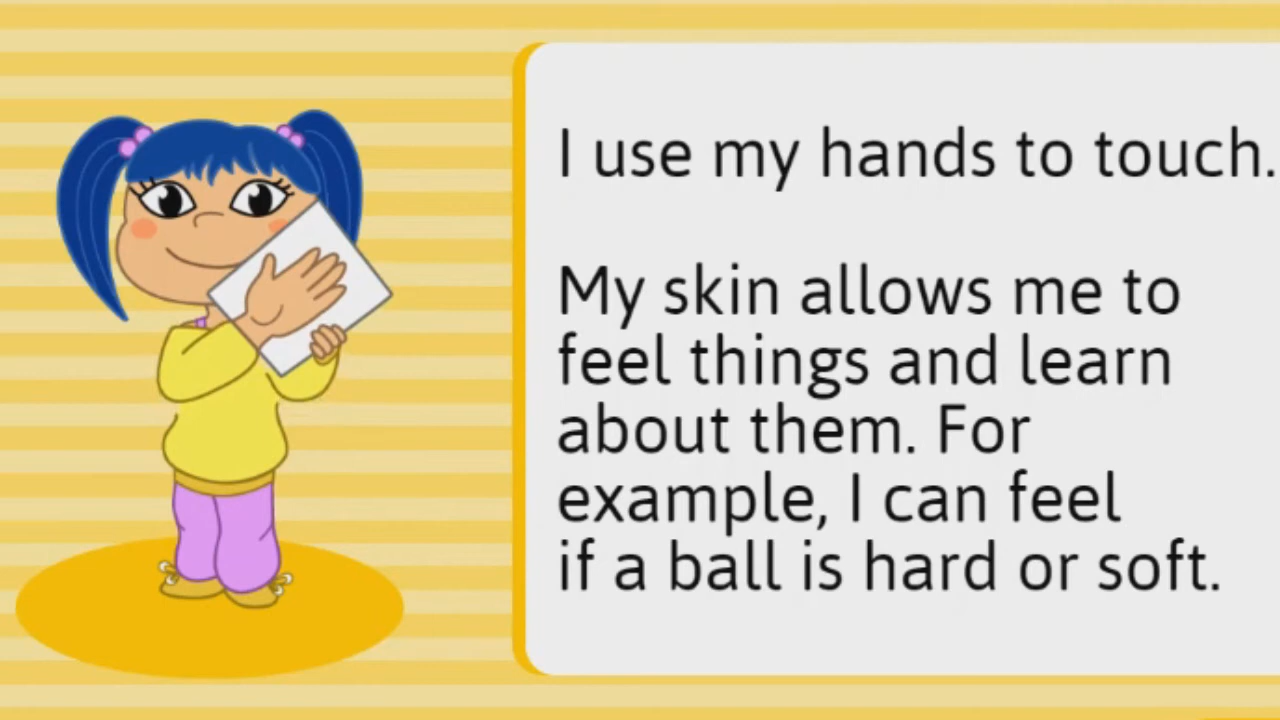 I use my hands to touch.
My skin allows me to
feel things and learn
about them. For
example, I can feel
if a ball is hard or soft.